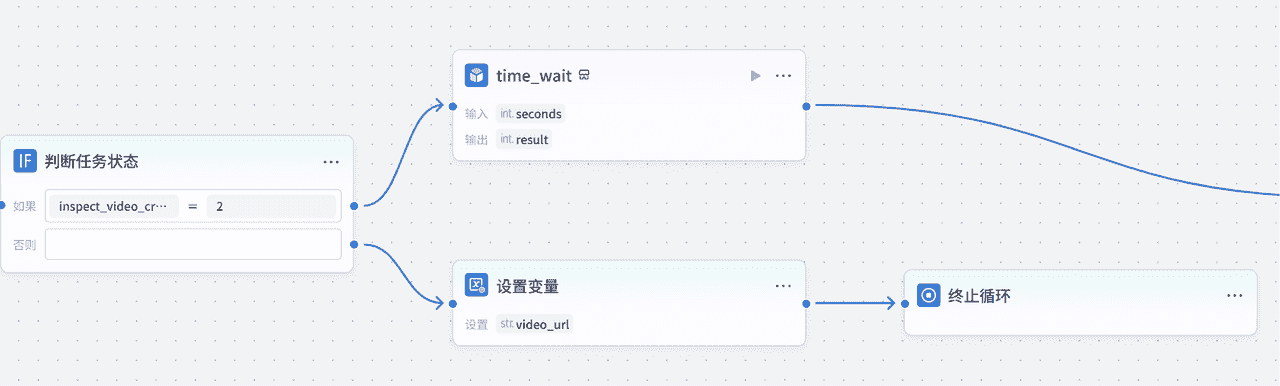 time_wait
输入 int. seconds
输出 int. result
IF 判断任务状态
如果 inspect_video_cr··· = 2
否则
设置变量
设置 str. video_url
终止循环